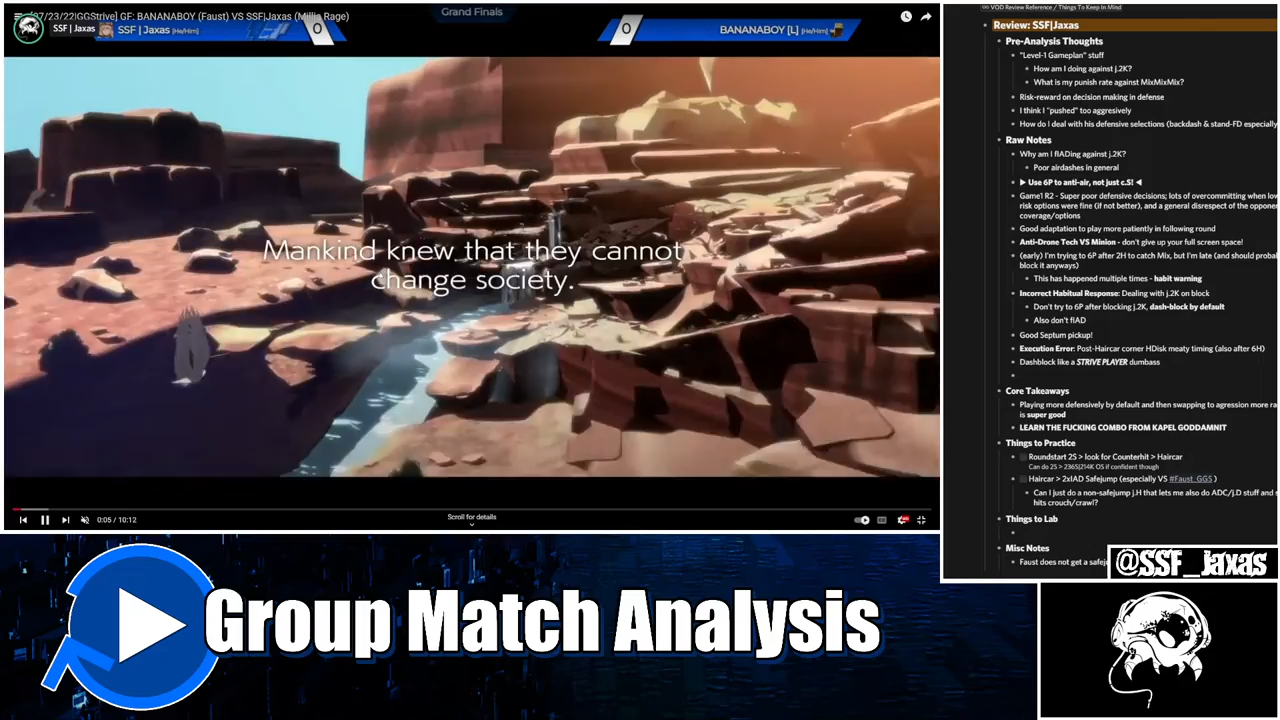 [07/23/22|GGStrive] GF: BANANABOY (Faust) VS SSF|Jaxas (Millia Rage)
Grand Finals
SSF | Jaxas
SSF | Jaxas [He/Him]
0
0
BANANABOY [L] [He/Him]
Mankind knew that they cannot
change society.
0:05 / 10:12
Scroll for details
VOD Review Reference / Things To Keep In Mind
Review: SSF|Jaxas
Pre-Analysis Thoughts
"Level-1 Gameplan" stuff
How am I doing against j.2K?
What is my punish rate against MixMixMix?
Risk-reward on decision making in defense
I think I "pushed" too aggresively
How do I deal with his defensive selections (backdash & stand-FD especially
Raw Notes
Why am I fIADing against j.2K?
Poor airdashes in general
▶ Use 6P to anti-air, not just c.S! ◀
Game1 R2 - Super poor defensive decisions; lots of overcommitting when low
risk options were fine (if not better), and a general disrespect of the opponen
coverage/options
Good adaptation to play more patiently in following round
Anti-Drone Tech VS Minion - don't give up your full screen space!
(early) I'm trying to 6P after 2H to catch Mix, but I'm late (and should probal
block it anyways)
This has happened multiple times - habit warning
Incorrect Habitual Response: Dealing with j.2K on block
Don't try to 6P after blocking j.2K, dash-block by default
Also don't fIAD
Good Septum pickup!
Execution Error: Post-Haircar corner HDisk meaty timing (also after 6H)
Dashblock like a STRIVE PLAYER dumbass
Core Takeaways
Playing more defensively by default and then swapping to agression more ra
is super good
LEARN THE FUCKING COMBO FROM KAPEL GODDAMNIT
Things to Practice
Roundstart 2S > look for Counterhit > Haircar
Can do 2S > 236S|214K OS if confident though
Haircar > 2xIAD Safejump (especially VS #Faust_GGS )
Can I just do a non-safejump j.H that lets me also do ADC/j.D stuff and s
hits crouch/crawl?
Things to Lab
Misc Notes
Faust does not get a safej
@SSF_Jaxas
Group Match Analysis